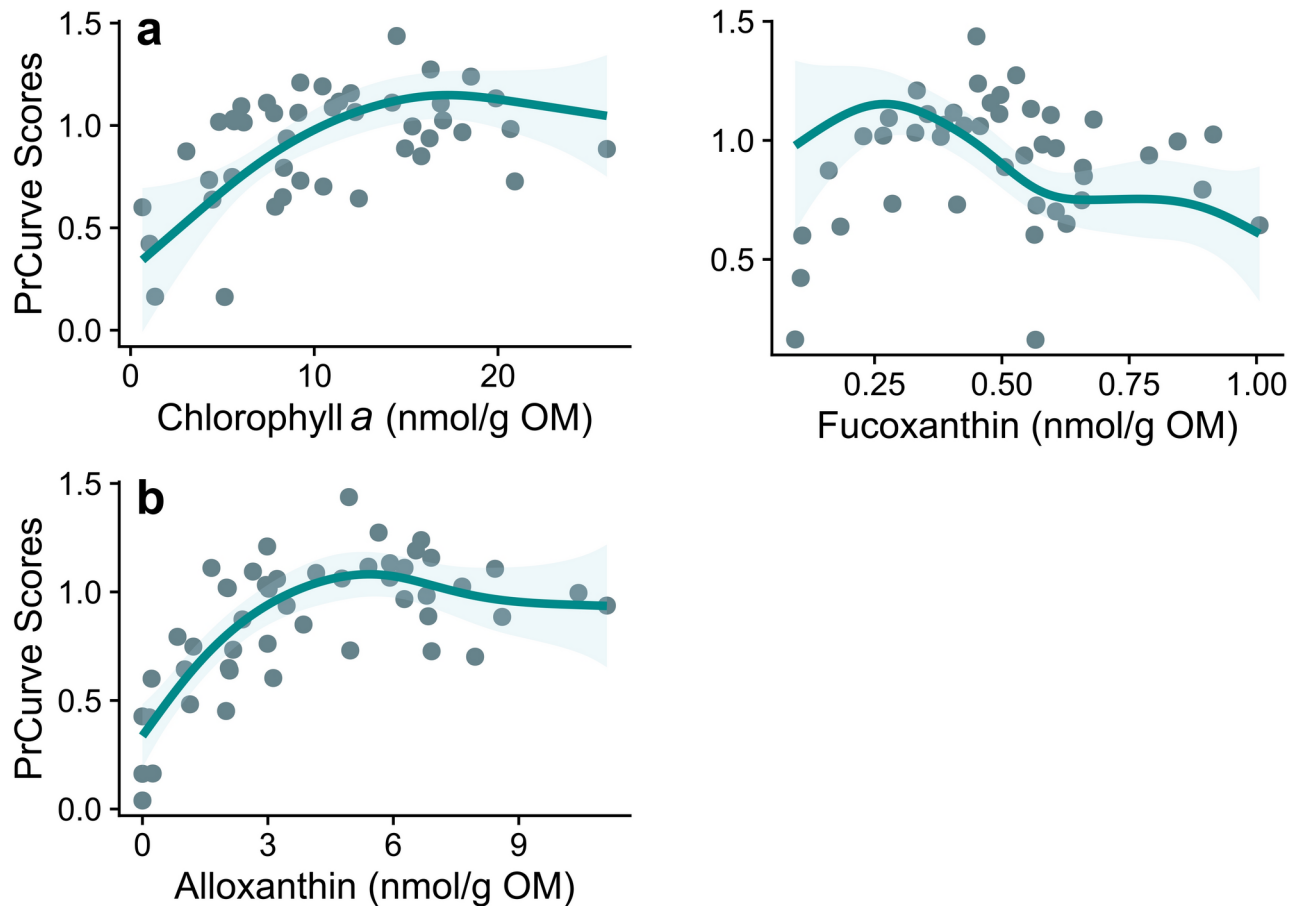 a
PrCurve Scores
1.5
1.0
0.5
0.0
0 10 20
Chlorophyll a (nmol/g OM)
1.5
1.0
0.5
0.25 0.50 0.75 1.00
Fucoxanthin (nmol/g OM)
b
PrCurve Scores
1.5
1.0
0.5
0.0
0 3 6 9
Alloxanthin (nmol/g OM)